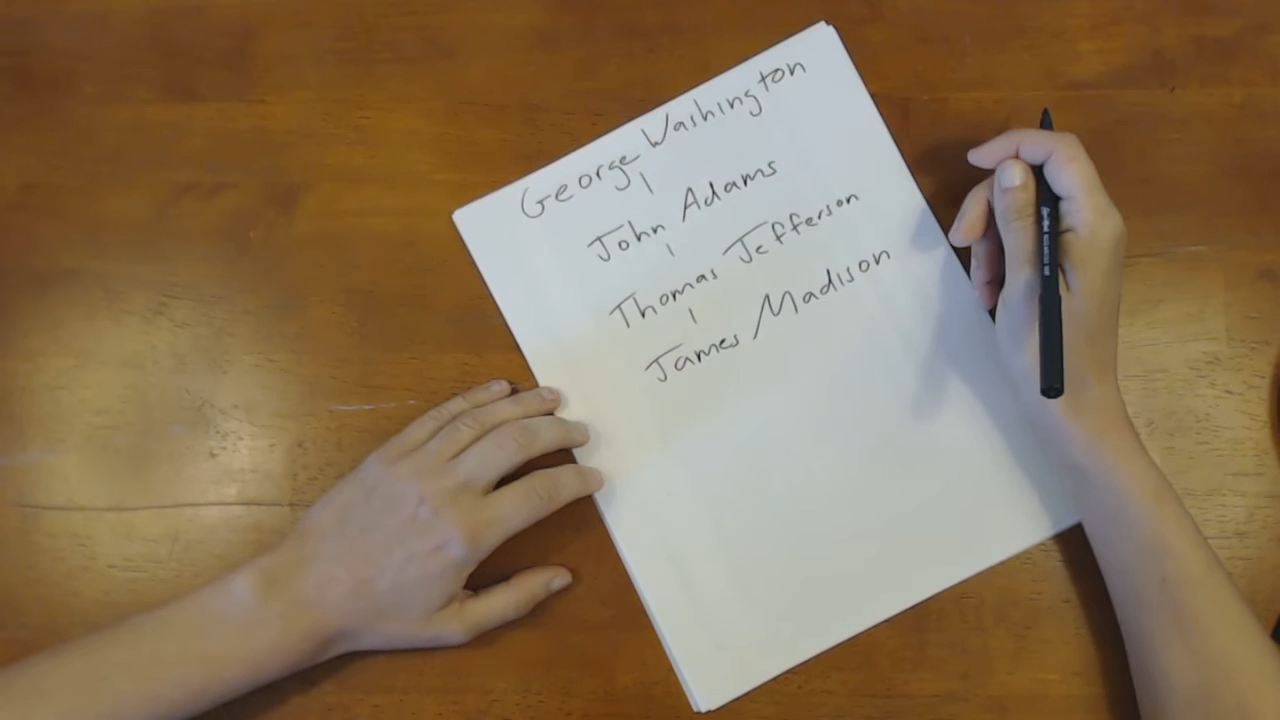 George Washington
|
John Adams
|
Thomas Jefferson
|
James Madison